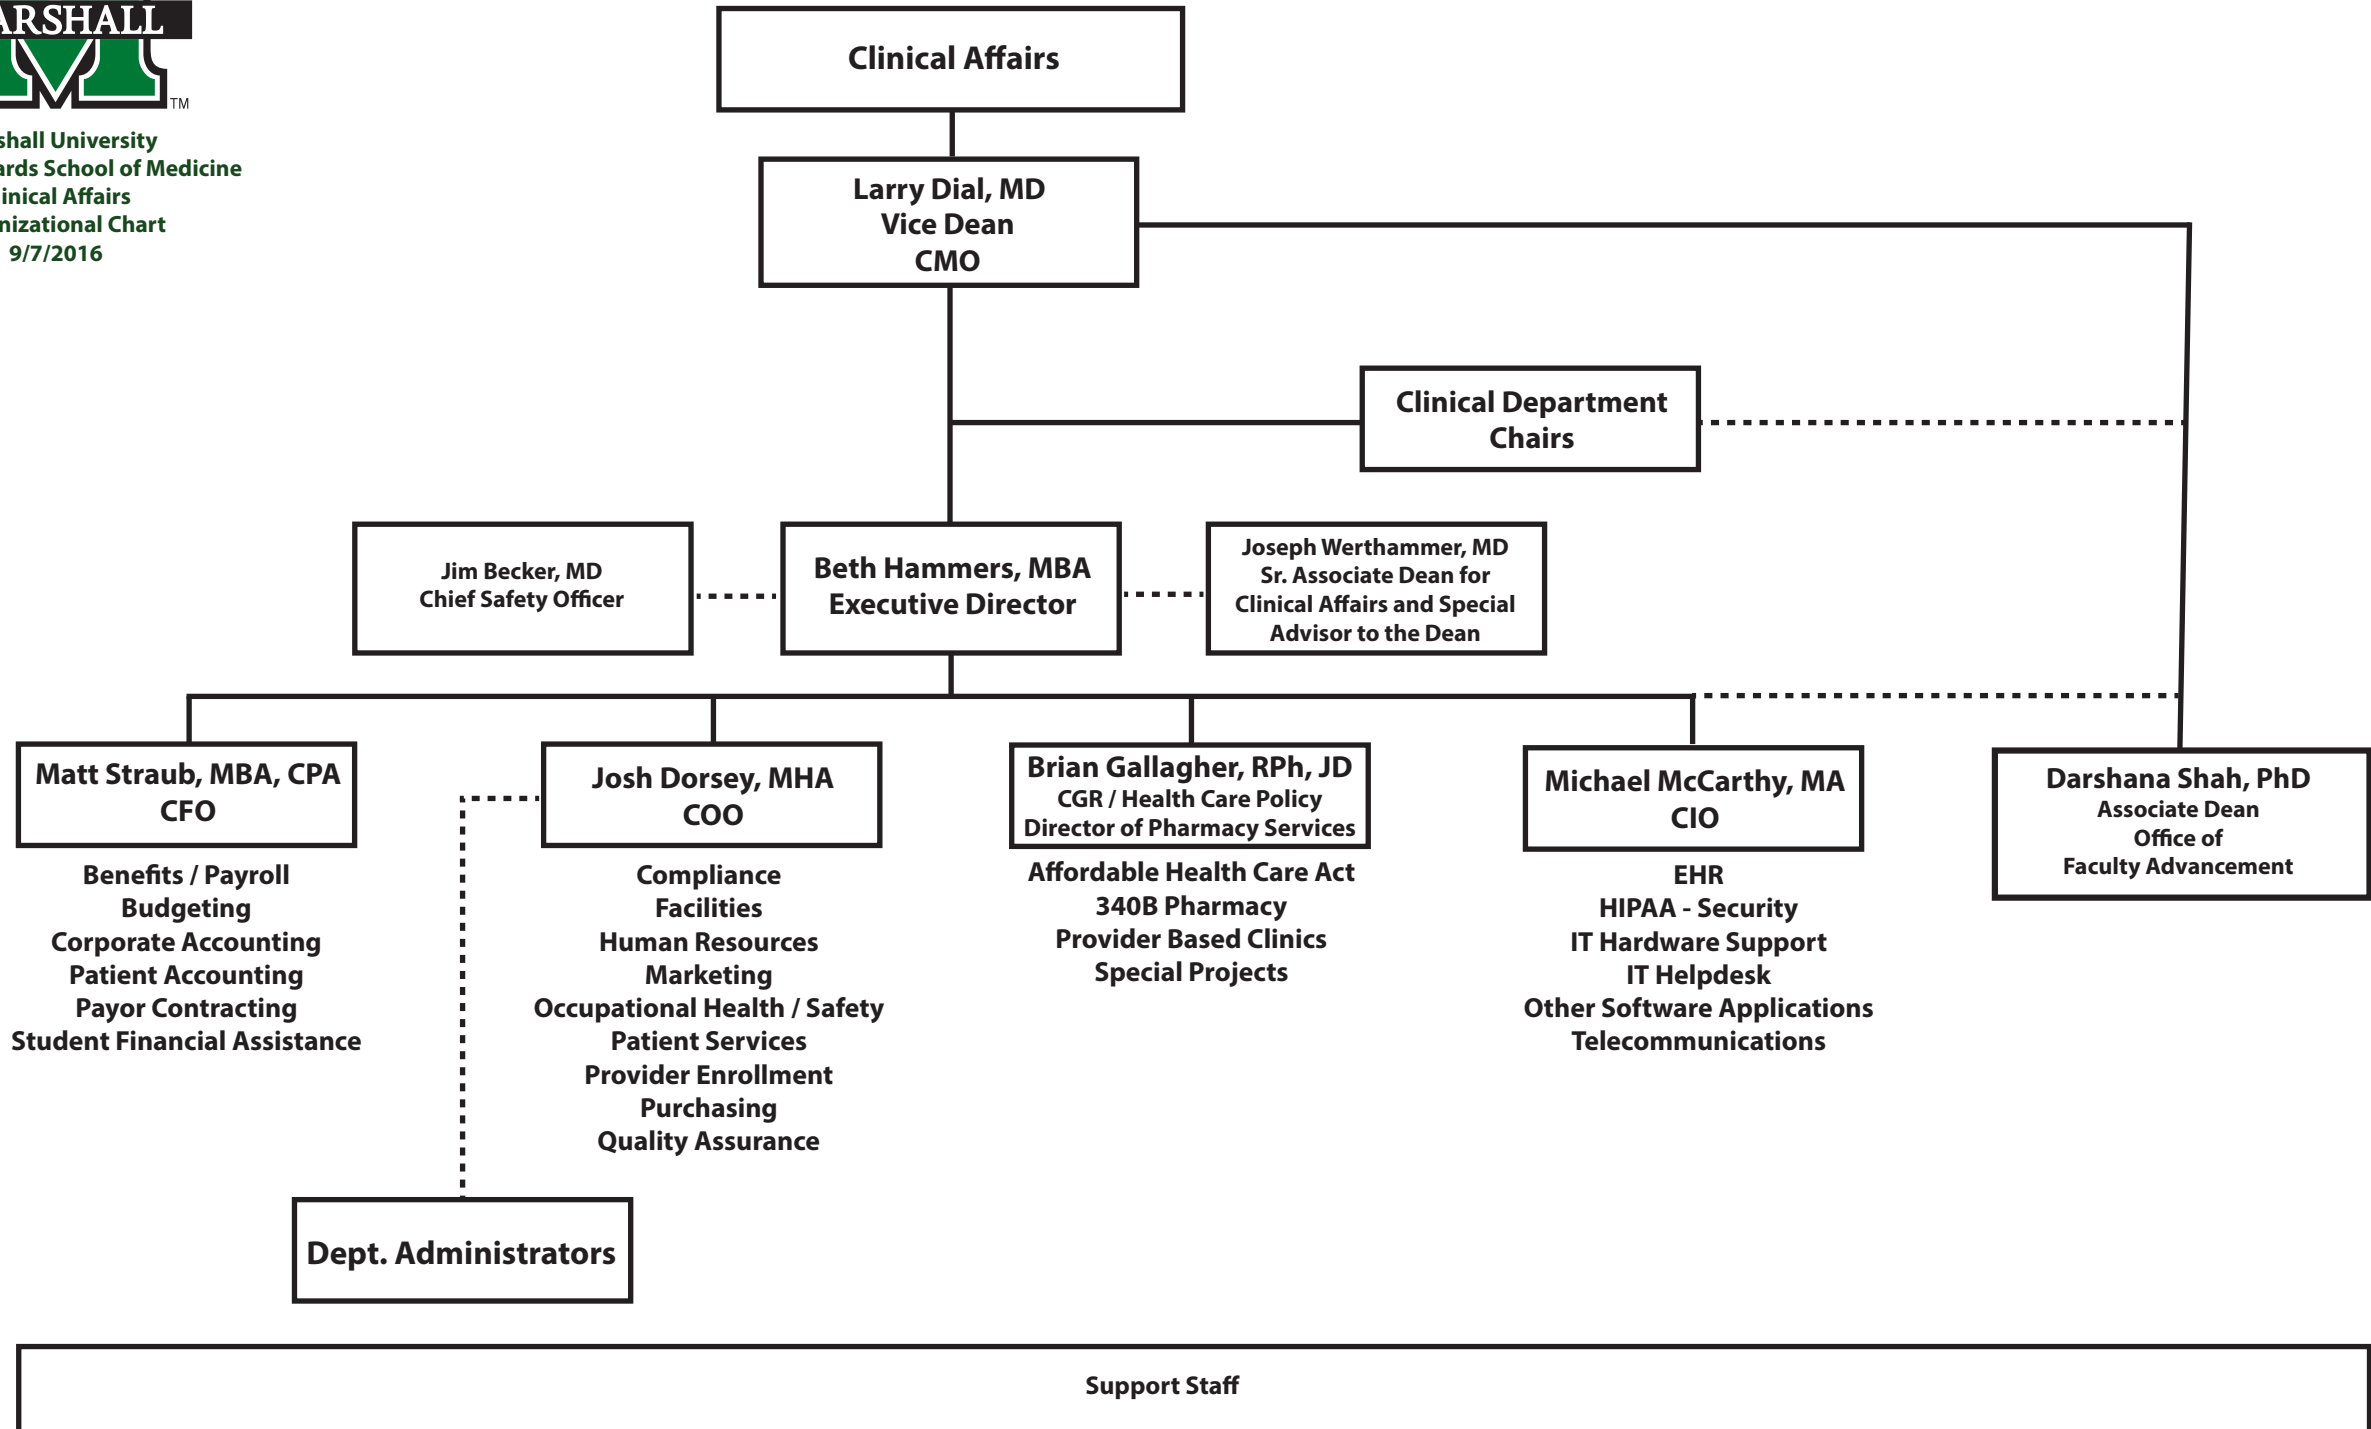 ARSHALL
TM
shall University
ards School of Medicine
inical Affairs
nizational Chart
9/7/2016
Clinical Affairs
Larry Dial, MD
Vice Dean
CMO
Clinical Department
Chairs
Jim Becker, MD
Chief Safety Officer
Beth Hammers, MBA
Executive Director
Joseph Werthammer, MD
Sr. Associate Dean for
Clinical Affairs and Special
Advisor to the Dean
Matt Straub, MBA, CPA
CFO
Benefits / Payroll
Budgeting
Corporate Accounting
Patient Accounting
Payor Contracting
Student Financial Assistance
Josh Dorsey, MHA
COO
Compliance
Facilities
Human Resources
Marketing
Occupational Health / Safety
Patient Services
Provider Enrollment
Purchasing
Quality Assurance
Brian Gallagher, RPh, JD
CGR / Health Care Policy
Director of Pharmacy Services
Affordable Health Care Act
340B Pharmacy
Provider Based Clinics
Special Projects
Michael McCarthy, MA
CIO
EHR
HIPAA - Security
IT Hardware Support
IT Helpdesk
Other Software Applications
Telecommunications
Darshana Shah, PhD
Associate Dean
Office of
Faculty Advancement
Dept. Administrators
Support Staff